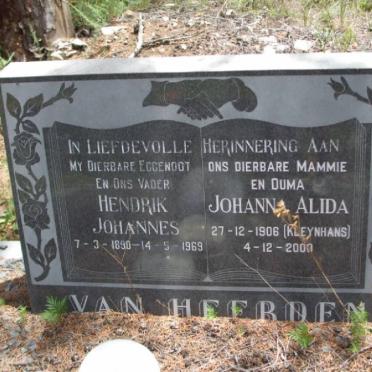 IN LIEFDEVOLLE HERINNERING AAN
MY DIERBARE EGGENOOT
EN ONS VADER
HENDRIK
JOHANNES
7-3-1890-14-5-1969
ONS DIERBARE MAMMIE
EN OUMA
JOHANNA ALIDA
27-12-1906 (KLEYNHANS)
4-12-2000
VAN HEERDEN